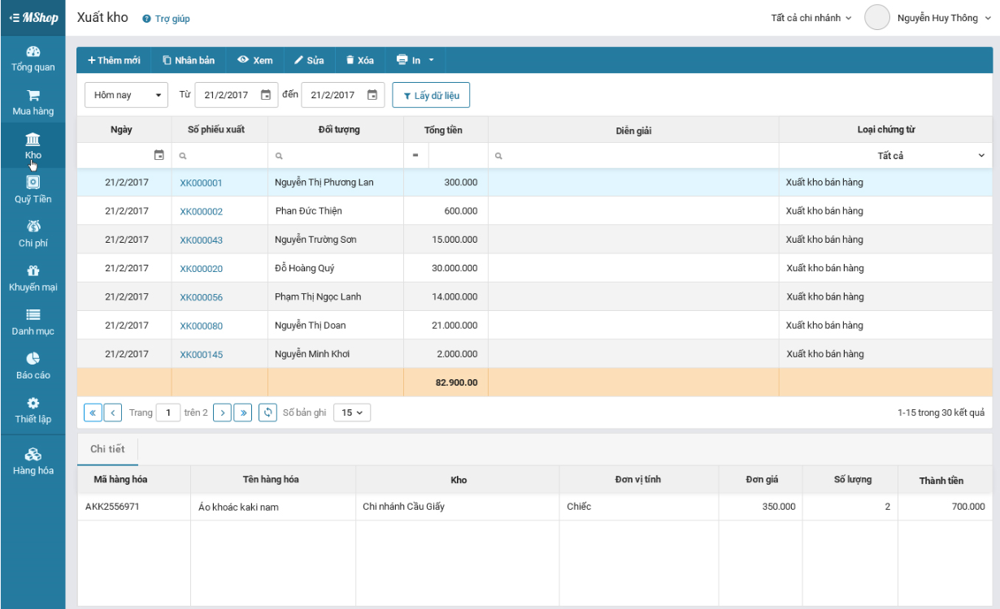 MShop
Xuất kho Trợ giúp Tất cả chi nhánh Nguyễn Huy Thông
Tổng quan
Mua hàng
Kho
Quỹ Tiền
Chi phí
Khuyến mại
Danh mục
Báo cáo
Thiết lập
Hàng hóa
+ Thêm mới Nhân bản Xem Sửa Xóa In
Hôm nay Từ 21/2/2017 đến 21/2/2017 Lấy dữ liệu
Ngày Số phiếu xuất Đối tượng Tổng tiền Diễn giải Loại chứng từ
= Tất cả
21/2/2017 XK000001 Nguyễn Thị Phương Lan 300.000 Xuất kho bán hàng
21/2/2017 XK000002 Phan Đức Thiện 600.000 Xuất kho bán hàng
21/2/2017 XK000043 Nguyễn Trường Sơn 15.000.000 Xuất kho bán hàng
21/2/2017 XK000020 Đỗ Hoàng Quý 30.000.000 Xuất kho bán hàng
21/2/2017 XK000056 Phạm Thị Ngọc Lanh 14.000.000 Xuất kho bán hàng
21/2/2017 XK000080 Nguyễn Thị Doan 21.000.000 Xuất kho bán hàng
21/2/2017 XK000145 Nguyễn Minh Khơi 2.000.000 Xuất kho bán hàng
82.900.00
« ‹ Trang 1 trên 2 › » Số bản ghi 15 1-15 trong 30 kết quả
Chi tiết
Mã hàng hóa Tên hàng hóa Kho Đơn vị tính Đơn giá Số lượng Thành tiền
AKK2556971 Áo khoác kaki nam Chi nhánh Cầu Giấy Chiếc 350.000 2 700.000